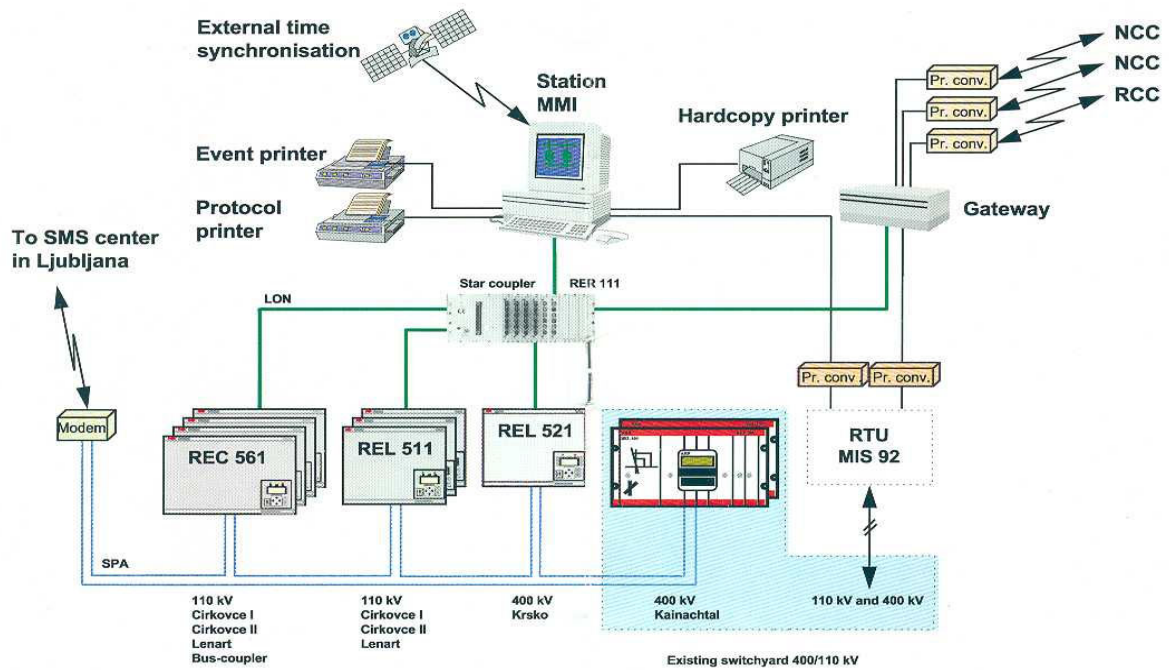 External time
synchronisation
Station
MMI
NCC
NCC
RCC
Pr. conv.
Pr. conv.
Pr. conv.
Hardcopy printer
Event printer
Protocol
printer
Gateway
To SMS center
in Ljubljana
Star coupler
RER 111
LON
Pr. conv.
Pr. conv.
Modem
REC 561
REL 511
REL 521
RTU
MIS 92
SPA
110 kV
Cirkovce I
Cirkovce II
Lenart
Bus-coupler
110 kV
Cirkovce I
Cirkovce II
Lenart
400 kV
Krsko
400 kV
Kainachtal
110 kV and 400 kV
Existing switchyard 400/110 kV